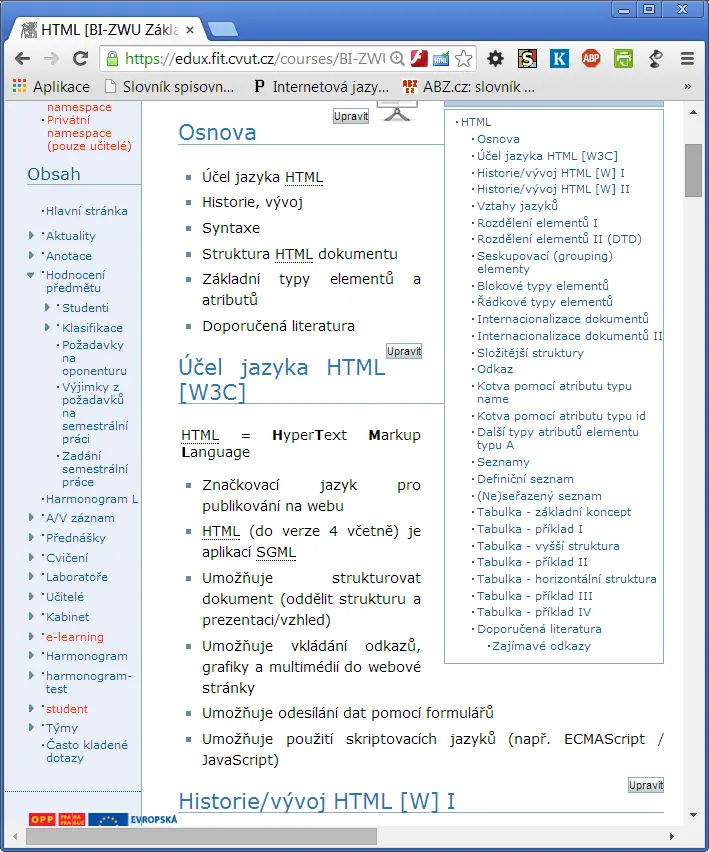 HTML [BI-ZWU Zákla
https://edux.fit.cvut.cz/courses/BI-ZWU
Aplikace
Slovník spisovn...
Internetová jazy...
ABZ.cz: slovník ...
»
namespace
Privátní
namespace
(pouze učitelé)
Obsah
Hlavní stránka
Aktuality
Anotace
Hodnocení
předmětu
Studenti
Klasifikace
Požadavky
na
oponenturu
Výjimky z
požadavků
na
semestrální
práci
Zadání
semestrální
práce
Harmonogram L
A/V záznam
Přednášky
Cvičení
Laboratoře
Učitelé
Kabinet
e-learning
Harmonogram
harmonogram-
test
student
Týmy
Často kladené
dotazy
OPP
PRAHA
PRAGUE
EVROPSKÁ
Upravit
Osnova
Účel jazyka HTML
Historie, vývoj
Syntaxe
Struktura HTML dokumentu
Základní typy elementů a
atributů
Doporučená literatura
Upravit
Účel jazyka HTML
[W3C]
HTML = HyperText Markup
Language
Značkovací jazyk pro
publikování na webu
HTML (do verze 4 včetně) je
aplikací SGML
Umožňuje strukturovat
dokument (oddělit strukturu a
prezentaci/vzhled)
Umožňuje vkládání odkazů,
grafiky a multimédií do webové
stránky
Umožňuje odesílání dat pomocí formulářů
Umožňuje použití skriptovacích jazyků (např. ECMAScript /
JavaScript)
Upravit
Historie/vývoj HTML [W] I
HTML
Osnova
Účel jazyka HTML [W3C]
Historie/vývoj HTML [W] I
Historie/vývoj HTML [W] II
Vztahy jazyků
Rozdělení elementů I
Rozdělení elementů II (DTD)
Seskupovací (grouping)
elementy
Blokové typy elementů
Řádkové typy elementů
Internacionalizace dokumentů
Internacionalizace dokumentů II
Složitější struktury
Odkaz
Kotva pomocí atributu typu
name
Kotva pomocí atributu typu id
Další typy atributů elementu
typu A
Seznamy
Definiční seznam
(Ne)seřazený seznam
Tabulka - základní koncept
Tabulka - příklad I
Tabulka - vyšší struktura
Tabulka - příklad II
Tabulka - horizontální struktura
Tabulka - příklad III
Tabulka - příklad IV
Doporučená literatura
Zajímavé odkazy